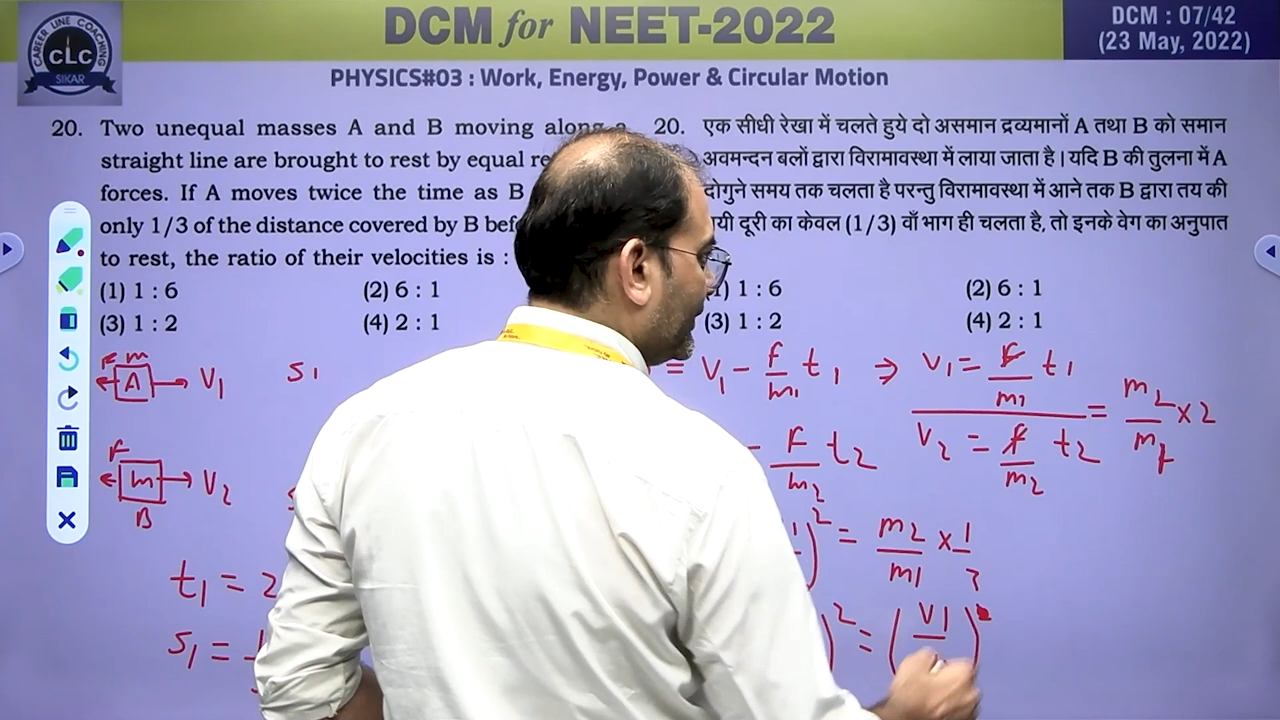 CAREER LINE COACHING
CLC
SIKAR
DCM for NEET-2022
DCM : 07/42
(23 May, 2022)
PHYSICS#03 : Work, Energy, Power & Circular Motion
20. Two unequal masses A and B moving along a
straight line are brought to rest by equal re
forces. If A moves twice the time as B
only 1/3 of the distance covered by B bef
to rest, the ratio of their velocities is :
(1) 1 : 6 (2) 6 : 1
(3) 1 : 2 (4) 2 : 1
20. एक सीधी रेखा में चलते हुये दो असमान द्रव्यमानों A तथा B को समान
अवमन्दन बलों द्वारा विरामावस्था में लाया जाता है। यदि B की तुलना में A
दोगुने समय तक चलता है परन्तु विरामावस्था में आने तक B द्वारा तय की
यी दूरी का केवल (1/3) वाँ भाग ही चलता है, तो इनके वेग का अनुपात
1) 1 : 6 (2) 6 : 1
(3) 1 : 2 (4) 2 : 1
F m
A V₁ S₁
= V₁ - F/m₁ t₁ ⇒ V₁ = F/m₁ t₁
F
m V₂
B
- F/m₂ t₂
V₂ = F/m₂ t₂
= m₂/m₁ × 2
)² = m₂/m₁ × 1/3
t₁ = 2
S₁ =
)² = (V₁